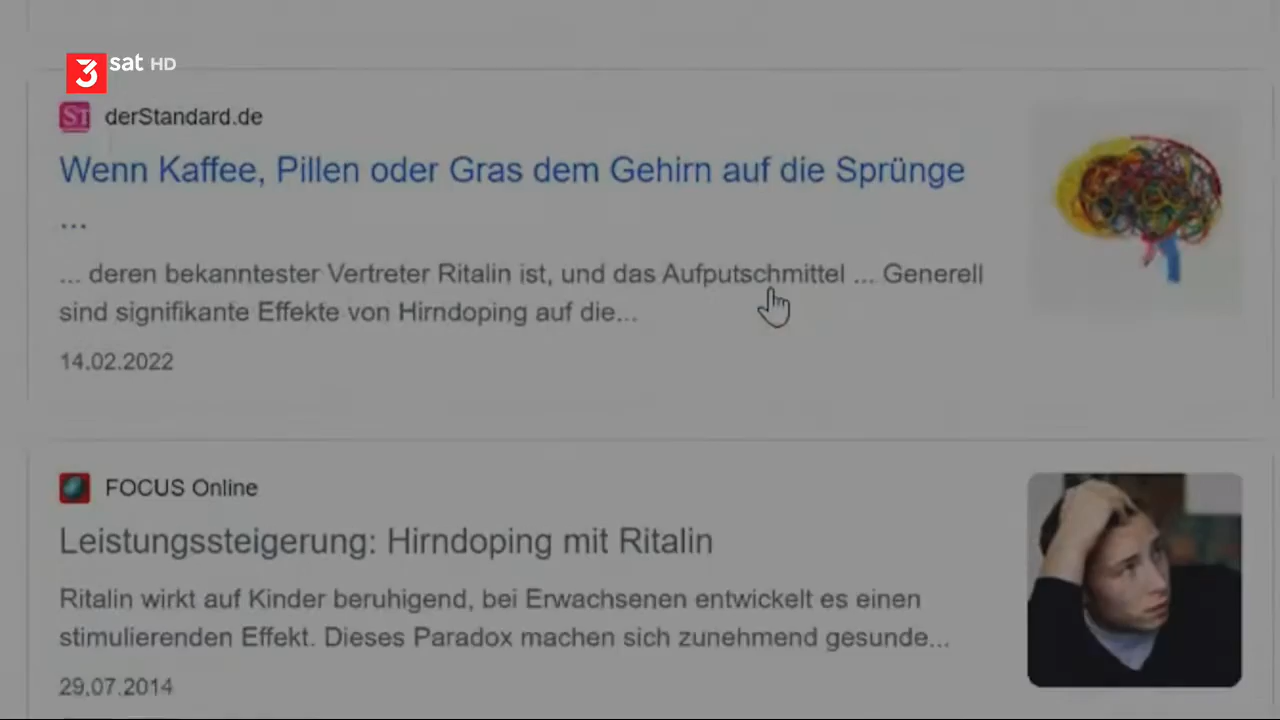 3sat HD
derStandard.de
Wenn Kaffee, Pillen oder Gras dem Gehirn auf die Sprünge
...
... deren bekanntester Vertreter Ritalin ist, und das Aufputschmittel ... Generell
sind signifikante Effekte von Hirndoping auf die...
14.02.2022
FOCUS Online
Leistungssteigerung: Hirndoping mit Ritalin
Ritalin wirkt auf Kinder beruhigend, bei Erwachsenen entwickelt es einen
stimulierenden Effekt. Dieses Paradox machen sich zunehmend gesunde...
29.07.2014